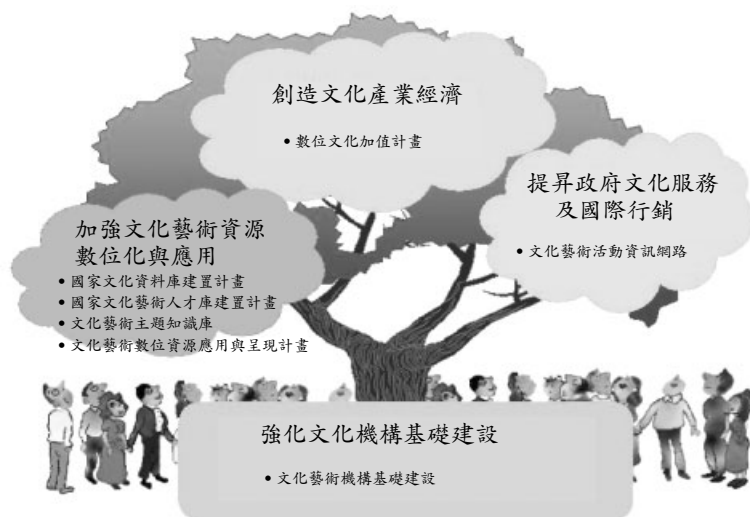 創造文化產業經濟
• 數位文化加值計畫
提昇政府文化服務
及國際行銷
• 文化藝術活動資訊網路
加強文化藝術資源
數位化與應用
• 國家文化資料庫建置計畫
• 國家文化藝術人才庫建置計畫
• 文化藝術主題知識庫
• 文化藝術數位資源應用與呈現計畫
強化文化機構基礎建設
• 文化藝術機構基礎建設